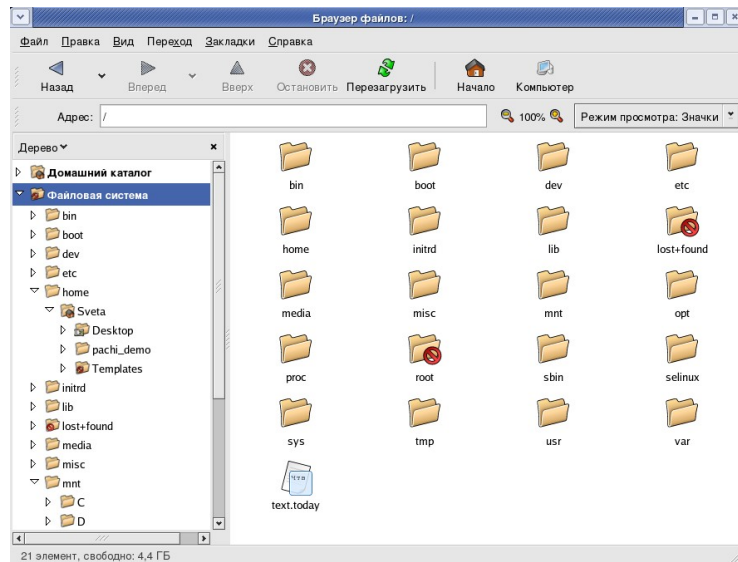 Браузер файлов: /
Файл Правка Вид Переход Закладки Справка
Назад Вперед Вверх Остановить Перезагрузить Начало Компьютер
Адрес: / 100% Режим просмотра: Значки
Дерево
Домашний каталог
Файловая система
bin
boot
dev
etc
home
Sveta
Desktop
pachi_demo
Templates
initrd
lib
lost+found
media
misc
mnt
C
D
bin boot dev etc
home initrd lib lost+found
media misc mnt opt
proc root sbin selinux
sys tmp usr var
Что
text.today
21 элемент, свободно: 4,4 ГБ